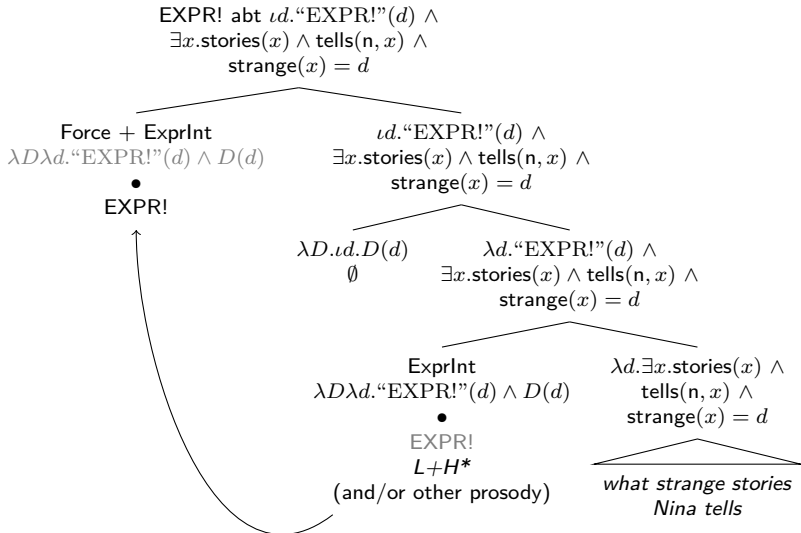 EXPR! abt ιd.“EXPR!”(d) ∧
∃x.stories(x) ∧ tells(n, x) ∧
strange(x) = d
Force + ExprInt
λDλd.“EXPR!”(d) ∧ D(d)
•
EXPR!
ιd.“EXPR!”(d) ∧
∃x.stories(x) ∧ tells(n, x) ∧
strange(x) = d
λD.ιd.D(d)
∅
λd.“EXPR!”(d) ∧
∃x.stories(x) ∧ tells(n, x) ∧
strange(x) = d
ExprInt
λDλd.“EXPR!”(d) ∧ D(d)
•
EXPR!
L+H*
(and/or other prosody)
λd.∃x.stories(x) ∧
tells(n, x) ∧
strange(x) = d
what strange stories
Nina tells